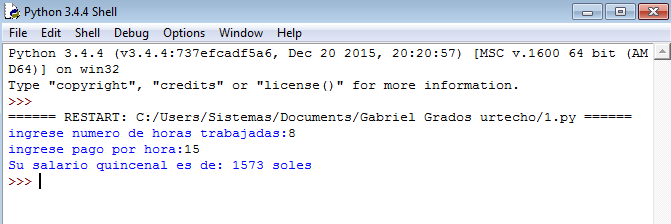 Python 3.4.4 Shell
File Edit Shell Debug Options Window Help
Python 3.4.4 (v3.4.4:737efcadf5a6, Dec 20 2015, 20:20:57) [MSC v.1600 64 bit (AM
D64)] on win32
Type "copyright", "credits" or "license()" for more information.
>>>
====== RESTART: C:/Users/Sistemas/Documents/Gabriel Grados urtecho/1.py ======
ingrese numero de horas trabajadas:8
ingrese pago por hora:15
Su salario quincenal es de: 1573 soles
>>>